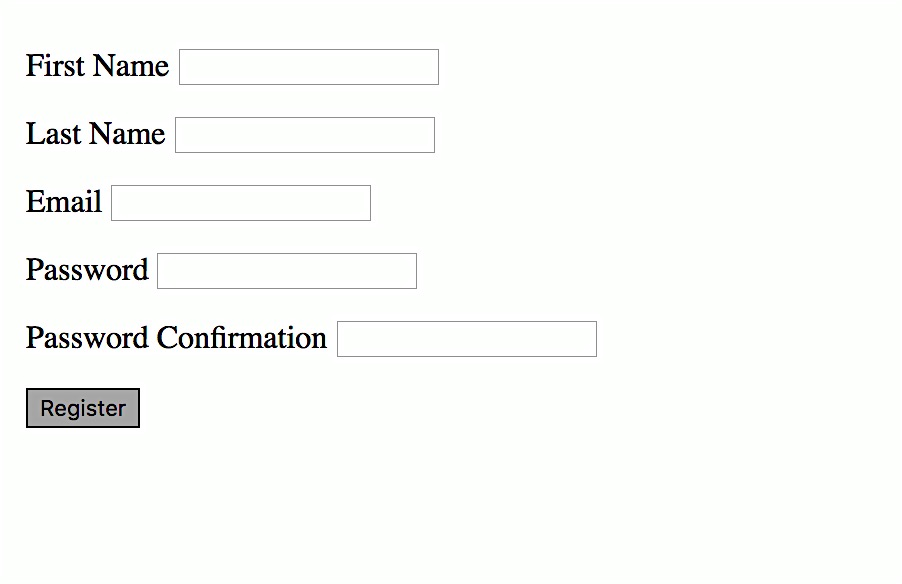 First Name
Last Name
Email
Password
Password Confirmation
Register